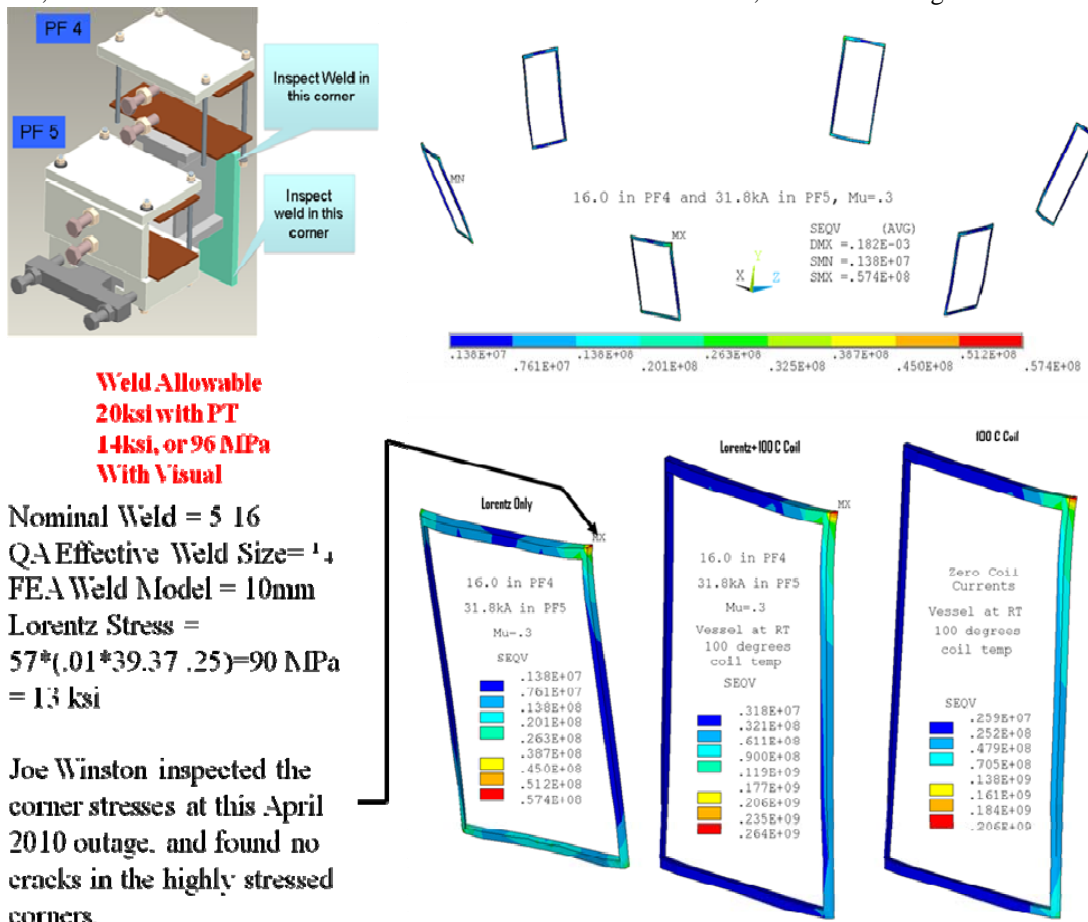 PF 4
PF 5
Inspect Weld in
this corner
Inspect
weld in this
corner
MN
MX
16.0 in PF4 and 31.8kA in PF5, Mu=.3
SEQV (AVG)
DMX =.182E-03
SMN =.138E+07
SMX =.574E+08
X Y Z
.138E+07 .138E+08 .263E+08 .387E+08 .512E+08
.761E+07 .201E+08 .325E+08 .450E+08 .574E+08
Weld Allowable
20ksi with PT
14ksi, or 96 MPa
With Visual
Nominal Weld = 5 16
QA Effective Weld Size= ¹ ₄
FEA Weld Model = 10mm
Lorentz Stress =
57*(.01*39.37 .25)=90 MPa
= 13 ksi
Joe Winston inspected the
corner stresses at this April
2010 outage. and found no
cracks in the highly stressed
corners
Lorentz Only
MX
16.0 in PF4
31.8kA in PF5
Mu=.3
SEQV
.138E+07
.761E+07
.138E+08
.201E+08
.263E+08
.387E+08
.450E+08
.512E+08
.574E+08
Lorentz+100 C Coil
MX
16.0 in PF4
31.8kA in PF5
Mu=.3
Vessel at RT
100 degrees
coil temp
SEQV
.318E+07
.321E+08
.611E+08
.900E+08
.119E+09
.177E+09
.206E+09
.235E+09
.264E+09
100 C Coil
Zero Coil
Currents
Vessel at RT
100 degrees
coil temp
SEQV
.259E+07
.252E+08
.479E+08
.705E+08
.138E+09
.161E+09
.184E+09
.206E+09